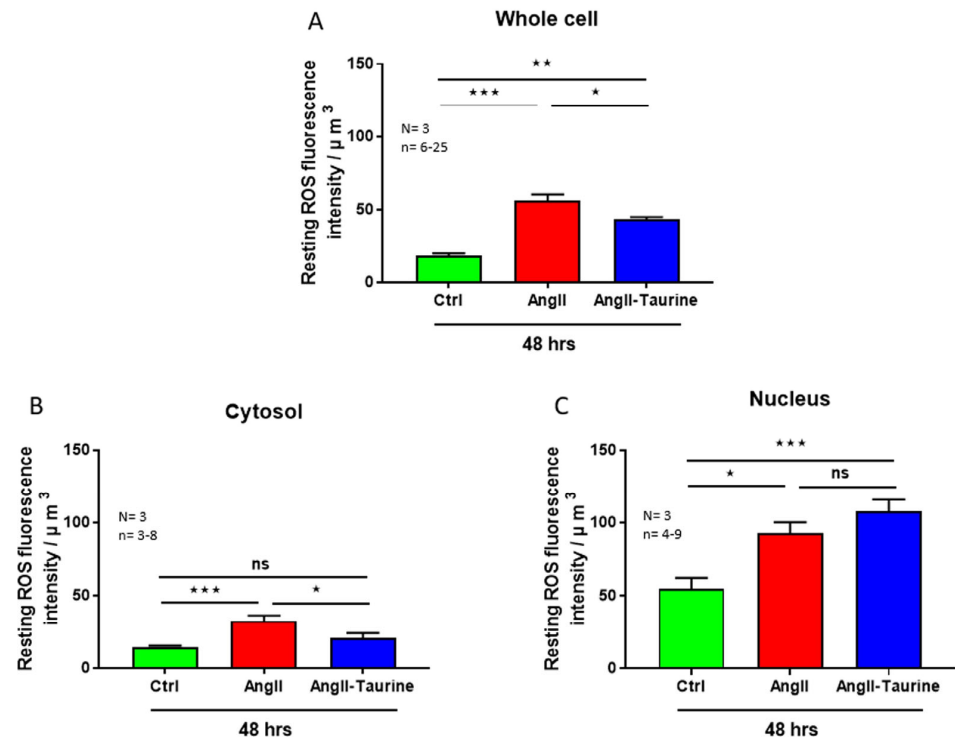 A
Whole cell
Resting ROS fluorescence
intensity / µ m 3
150
100
50
0
★★
★★★
★
N= 3
n= 6-25
Ctrl
AngII
AngII-Taurine
48 hrs
B
Cytosol
Resting ROS fluorescence
intensity / µ m 3
150
100
50
0
N= 3
n= 3-8
ns
★★★
★
Ctrl
AngII
AngII-Taurine
48 hrs
C
Nucleus
Resting ROS fluorescence
intensity / µ m 3
150
100
50
0
★★★
★
ns
N= 3
n= 4-9
Ctrl
AngII
AngII-Taurine
48 hrs